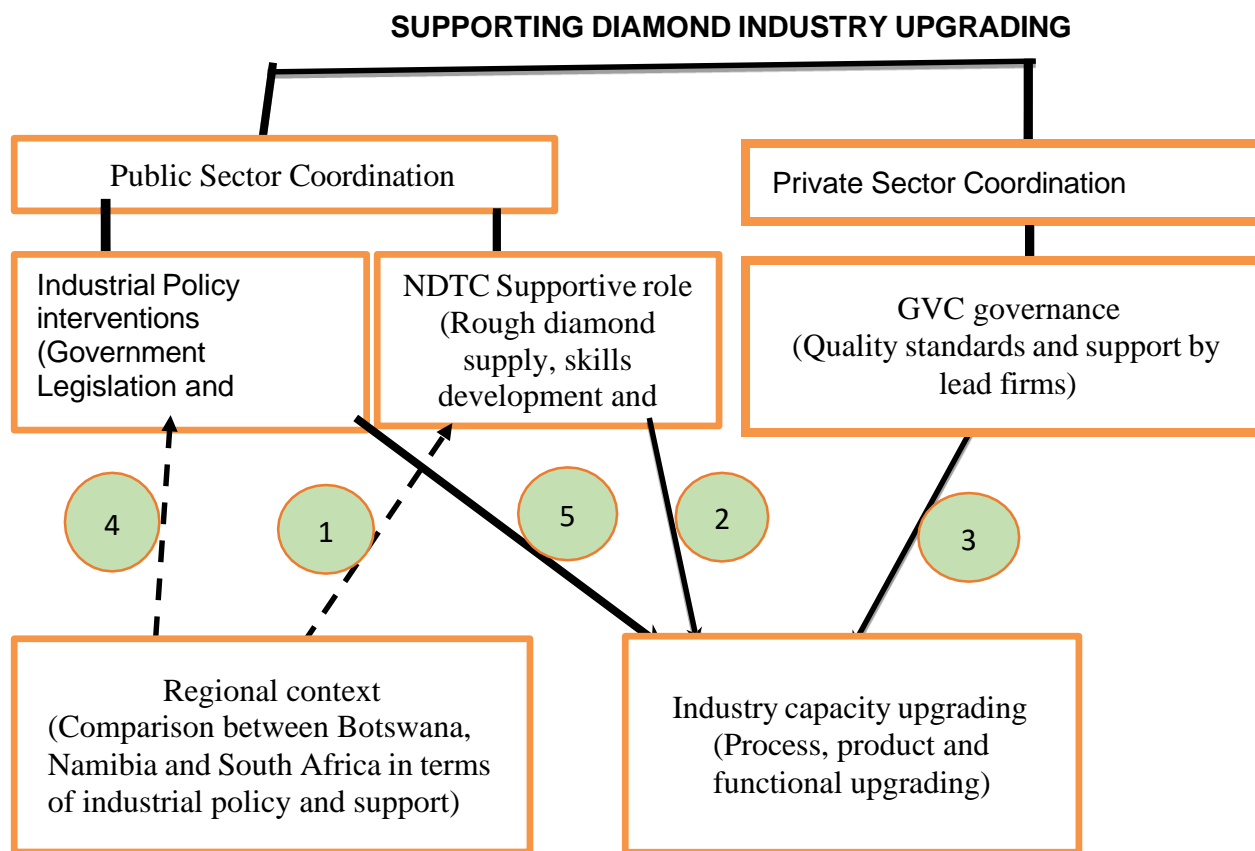 SUPPORTING DIAMOND INDUSTRY UPGRADING
Public Sector Coordination
Private Sector Coordination
Industrial Policy
interventions
(Government
Legislation and
NDTC Supportive role
(Rough diamond
supply, skills
development and
GVC governance
(Quality standards and support by
lead firms)
4
1
5
2
3
Regional context
(Comparison between Botswana,
Namibia and South Africa in terms
of industrial policy and support)
Industry capacity upgrading
(Process, product and
functional upgrading)